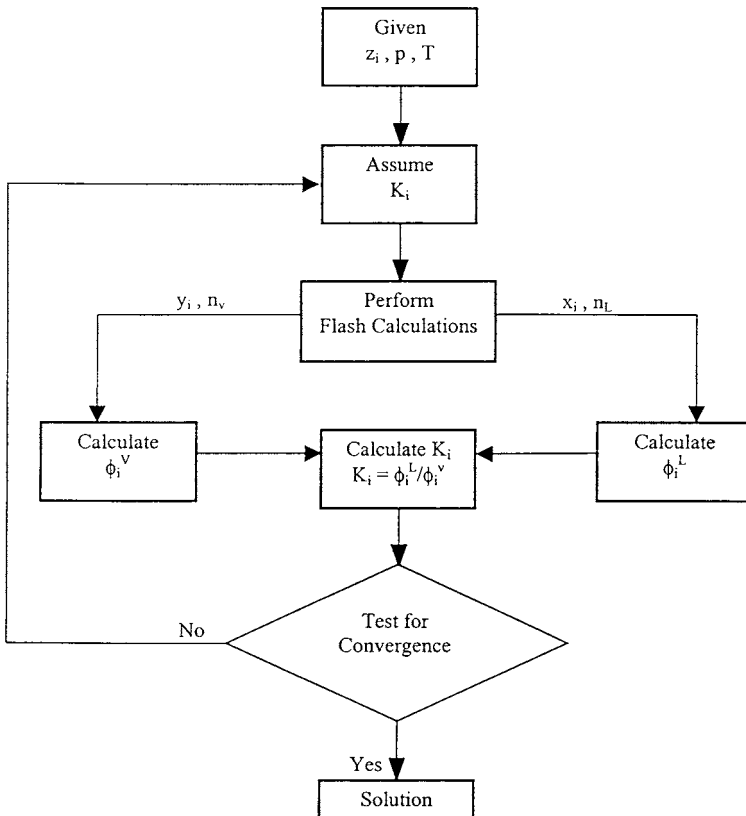 Given
zᵢ , p , T
Assume
Kᵢ
Perform
Flash Calculations
yᵢ , nᵥ
xᵢ , n_L
Calculate
ϕᵢⱽ
Calculate Kᵢ
Kᵢ = ϕᵢᴸ/ϕᵢᵛ
Calculate
ϕᵢᴸ
Test for
Convergence
No
Yes
Solution